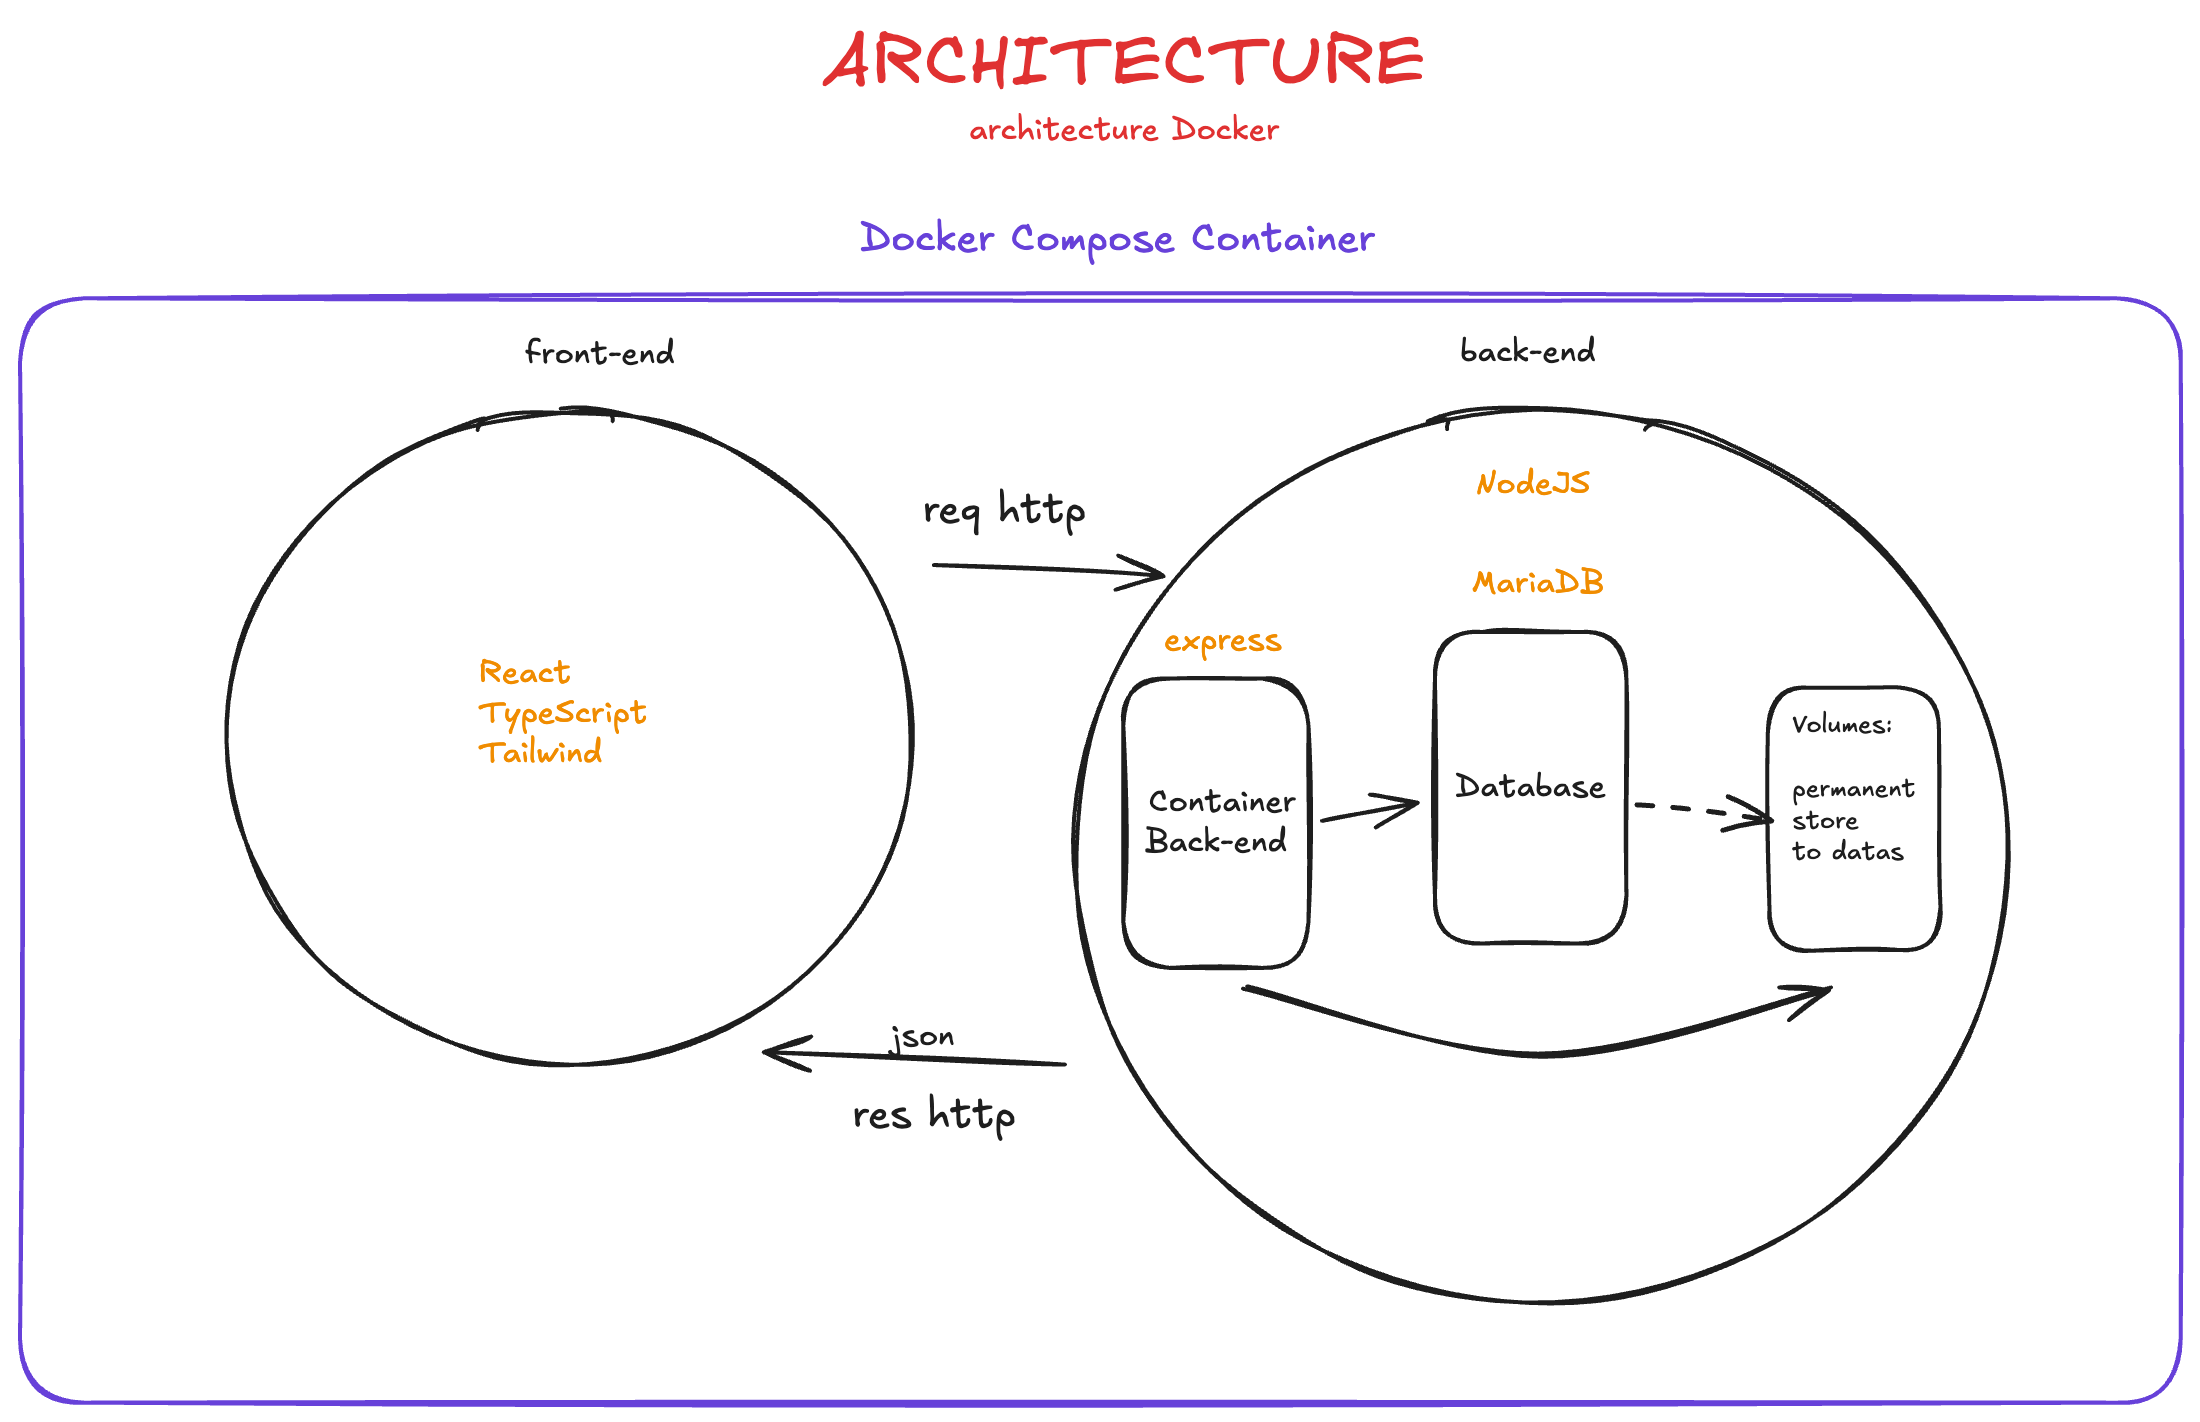 ARCHITECTURE
architecture Docker
Docker Compose Container
front-end
back-end
React
TypeScript
Tailwind
req http
json
res http
NodeJS
MariaDB
express
Container
Back-end
Database
Volumes:
permanent
store
to datas